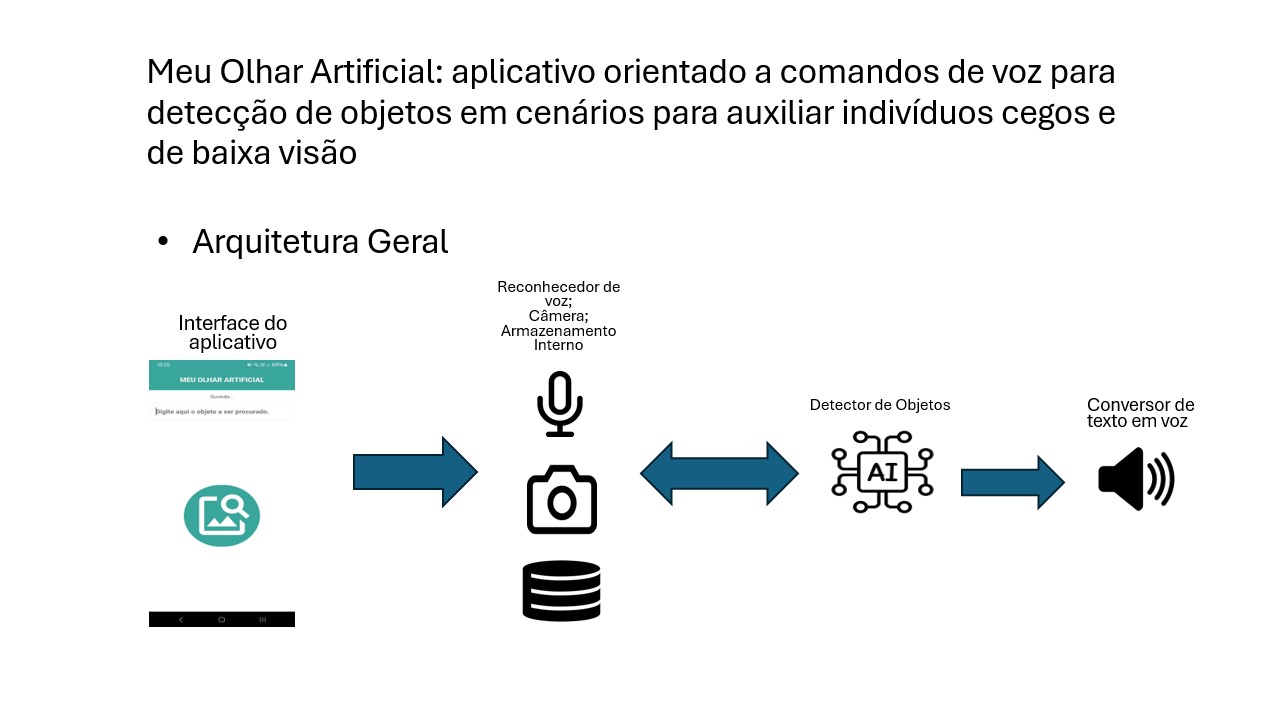 Meu Olhar Artificial: aplicativo orientado a comandos de voz para
detecção de objetos em cenários para auxiliar indivíduos cegos e
de baixa visão
• Arquitetura Geral
Interface do
aplicativo
MEU OLHAR ARTIFICIAL
Ouvindo...
Digite aqui o objeto a ser procurado.
Reconhecedor de
voz;
Câmera;
Armazenamento
Interno
Detector de Objetos
AI
Conversor de
texto em voz